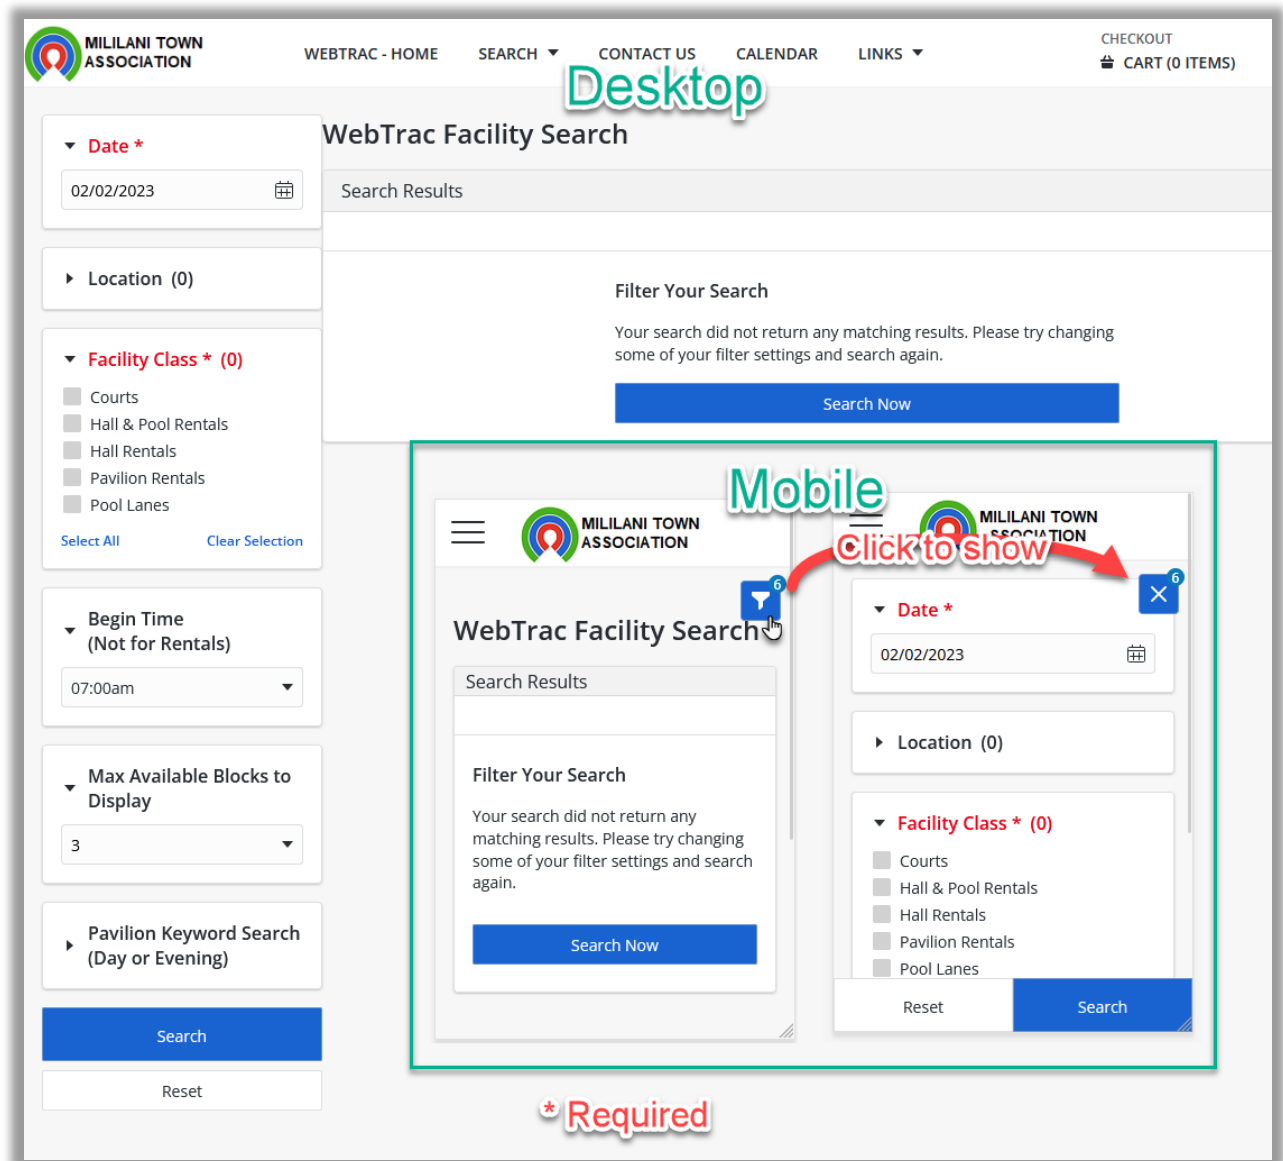 MILILANI TOWN
ASSOCIATION
WEBTRAC - HOME
SEARCH
CONTACT US
CALENDAR
LINKS
CHECKOUT
CART (0 ITEMS)
Desktop
Date *
02/02/2023
Location (0)
Facility Class * (0)
Courts
Hall & Pool Rentals
Hall Rentals
Pavilion Rentals
Pool Lanes
Select All
Clear Selection
Begin Time
(Not for Rentals)
07:00am
Max Available Blocks to
Display
3
Pavilion Keyword Search
(Day or Evening)
Search
Reset
WebTrac Facility Search
Search Results
Filter Your Search
Your search did not return any matching results. Please try changing
some of your filter settings and search again.
Search Now
Mobile
MILILANI TOWN
ASSOCIATION
6
WebTrac Facility Search
Search Results
Filter Your Search
Your search did not return any
matching results. Please try changing
some of your filter settings and search
again.
Search Now
MILILANI TOWN
ASSOCIATION
Click to show
6
Date *
02/02/2023
Location (0)
Facility Class * (0)
Courts
Hall & Pool Rentals
Hall Rentals
Pavilion Rentals
Pool Lanes
Reset
Search
* Required